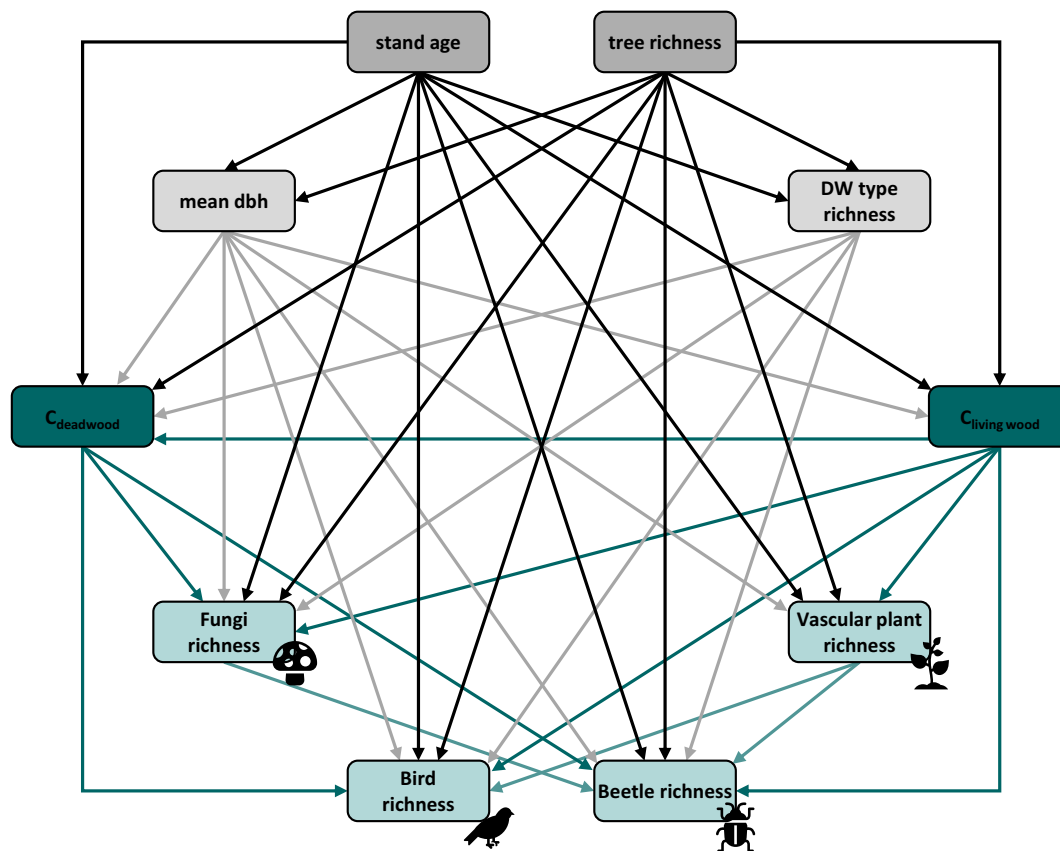 stand age
tree richness
mean dbh
DW type
richness
Cdeadwood
Cliving wood
Fungi
richness
Vascular plant
richness
Bird
richness
Beetle richness